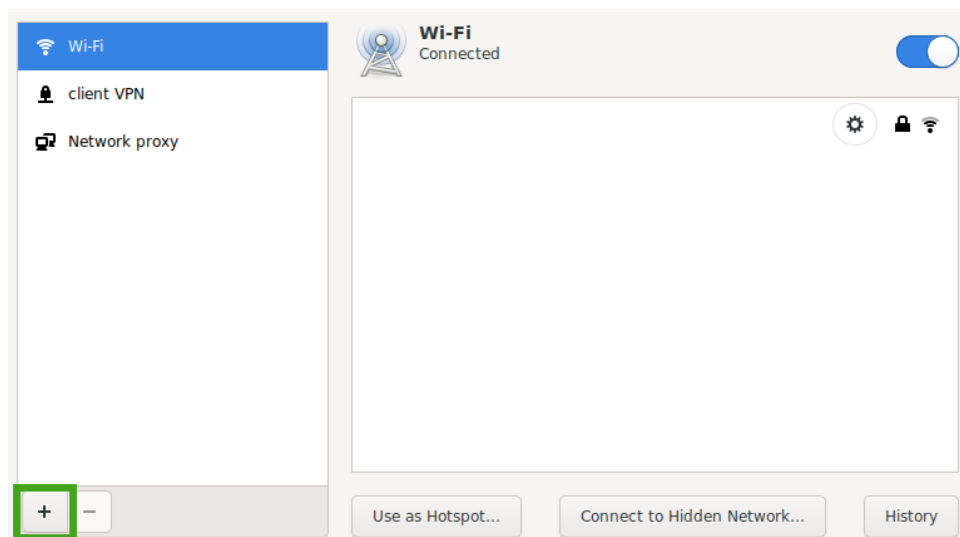 Wi-Fi
client VPN
Network proxy
+ −
Wi-Fi
Connected
Use as Hotspot...
Connect to Hidden Network...
History